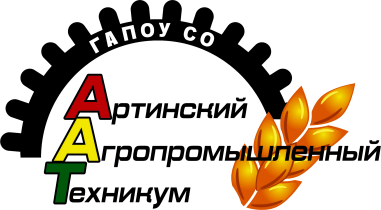 ГАПОУ СО
Артинский
Агропромышленный
Техникум